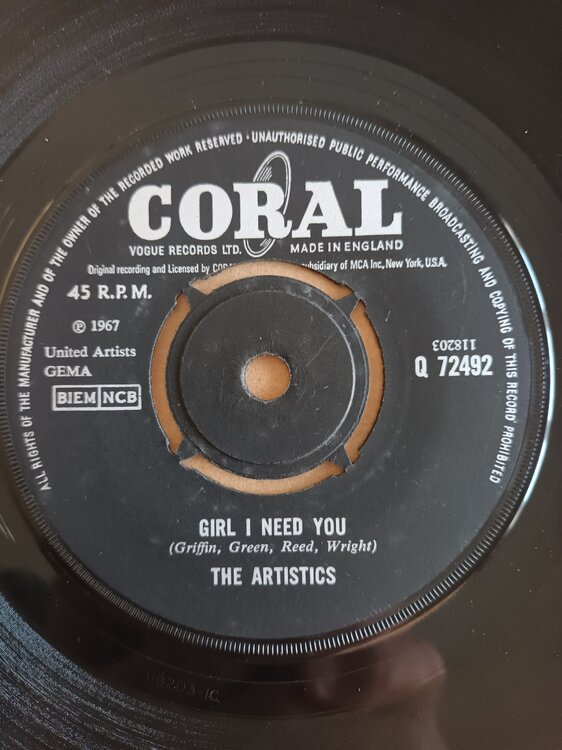 ALL RIGHTS OF THE MANUFACTURER AND OF THE OWNER OF THE RECORDED WORK RESERVED · UNAUTHORISED PUBLIC PERFORMANCE BROADCASTING AND COPYING OF THIS RECORD PROHIBITED
CORAL
VOGUE RECORDS LTD. MADE IN ENGLAND
Original recording and Licensed by subsidiary of MCA Inc., New York, U.S.A.
45 R.P.M.
℗ 1967
United Artists
GEMA
BIEM NCB
118203
Q 72492
GIRL I NEED YOU
(Griffin, Green, Reed, Wright)
THE ARTISTICS
118203-1C